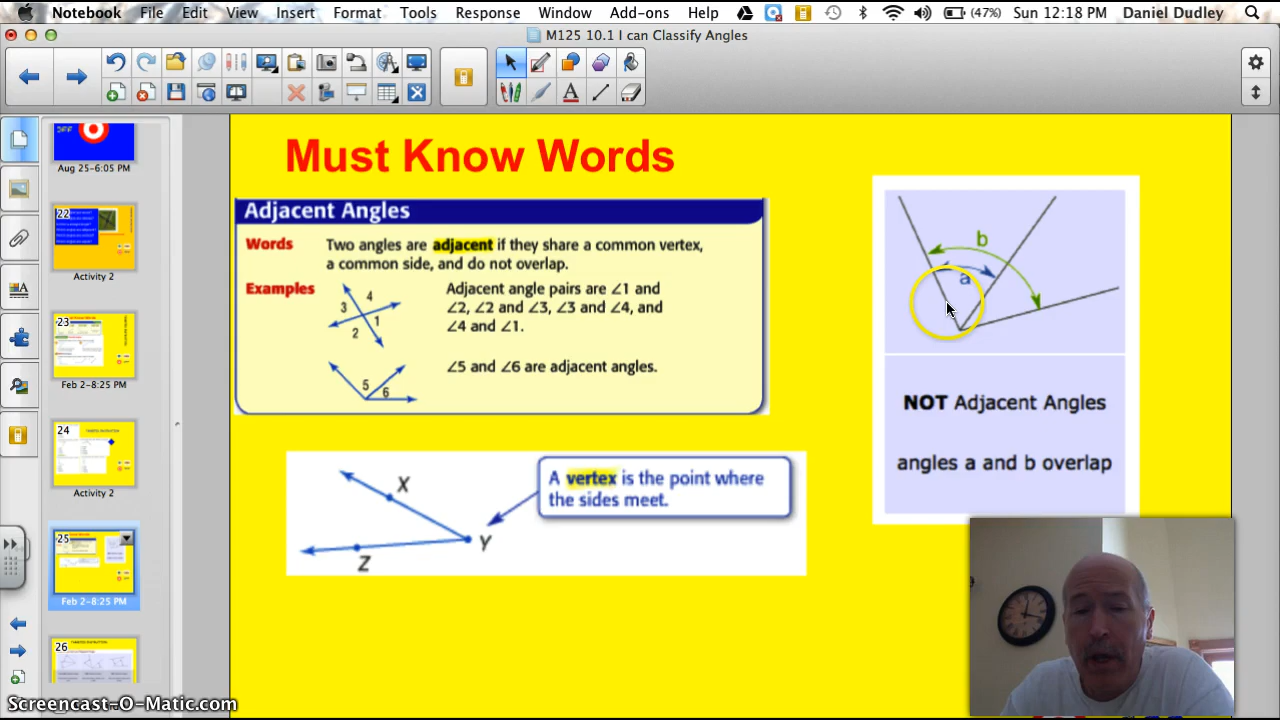 Notebook File Edit View Insert Format Tools Response Window Add-ons Help (47%) Sun 12:18 PM Daniel Dudley
M125 10.1 I can Classify Angles
Aug 25-6:05 PM
22
Activity 2
23
Feb 2-8:25 PM
24
Activity 2
25
Feb 2-8:25 PM
26
Must Know Words
Adjacent Angles
Words Two angles are adjacent if they share a common vertex,
a common side, and do not overlap.
Examples Adjacent angle pairs are ∠1 and
∠2, ∠2 and ∠3, ∠3 and ∠4, and
∠4 and ∠1.
3 4 1 2
∠5 and ∠6 are adjacent angles.
5 6
X
Y
Z
A vertex is the point where
the sides meet.
b
a
NOT Adjacent Angles
angles a and b overlap
Screencast-O-Matic.com